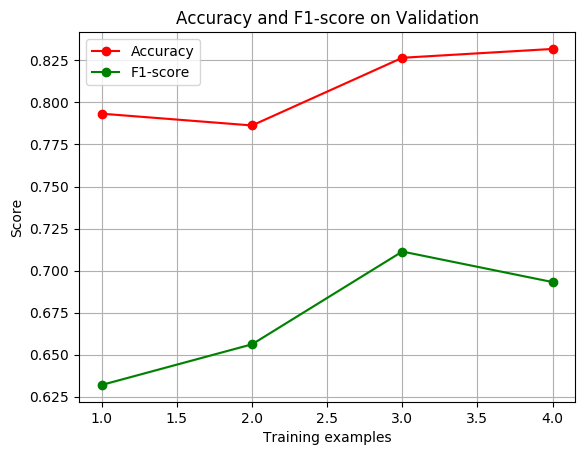 Accuracy and F1-score on Validation
Accuracy
F1-score
0.825
0.800
0.775
0.750
0.725
0.700
0.675
0.650
0.625
Score
1.0 1.5 2.0 2.5 3.0 3.5 4.0
Training examples